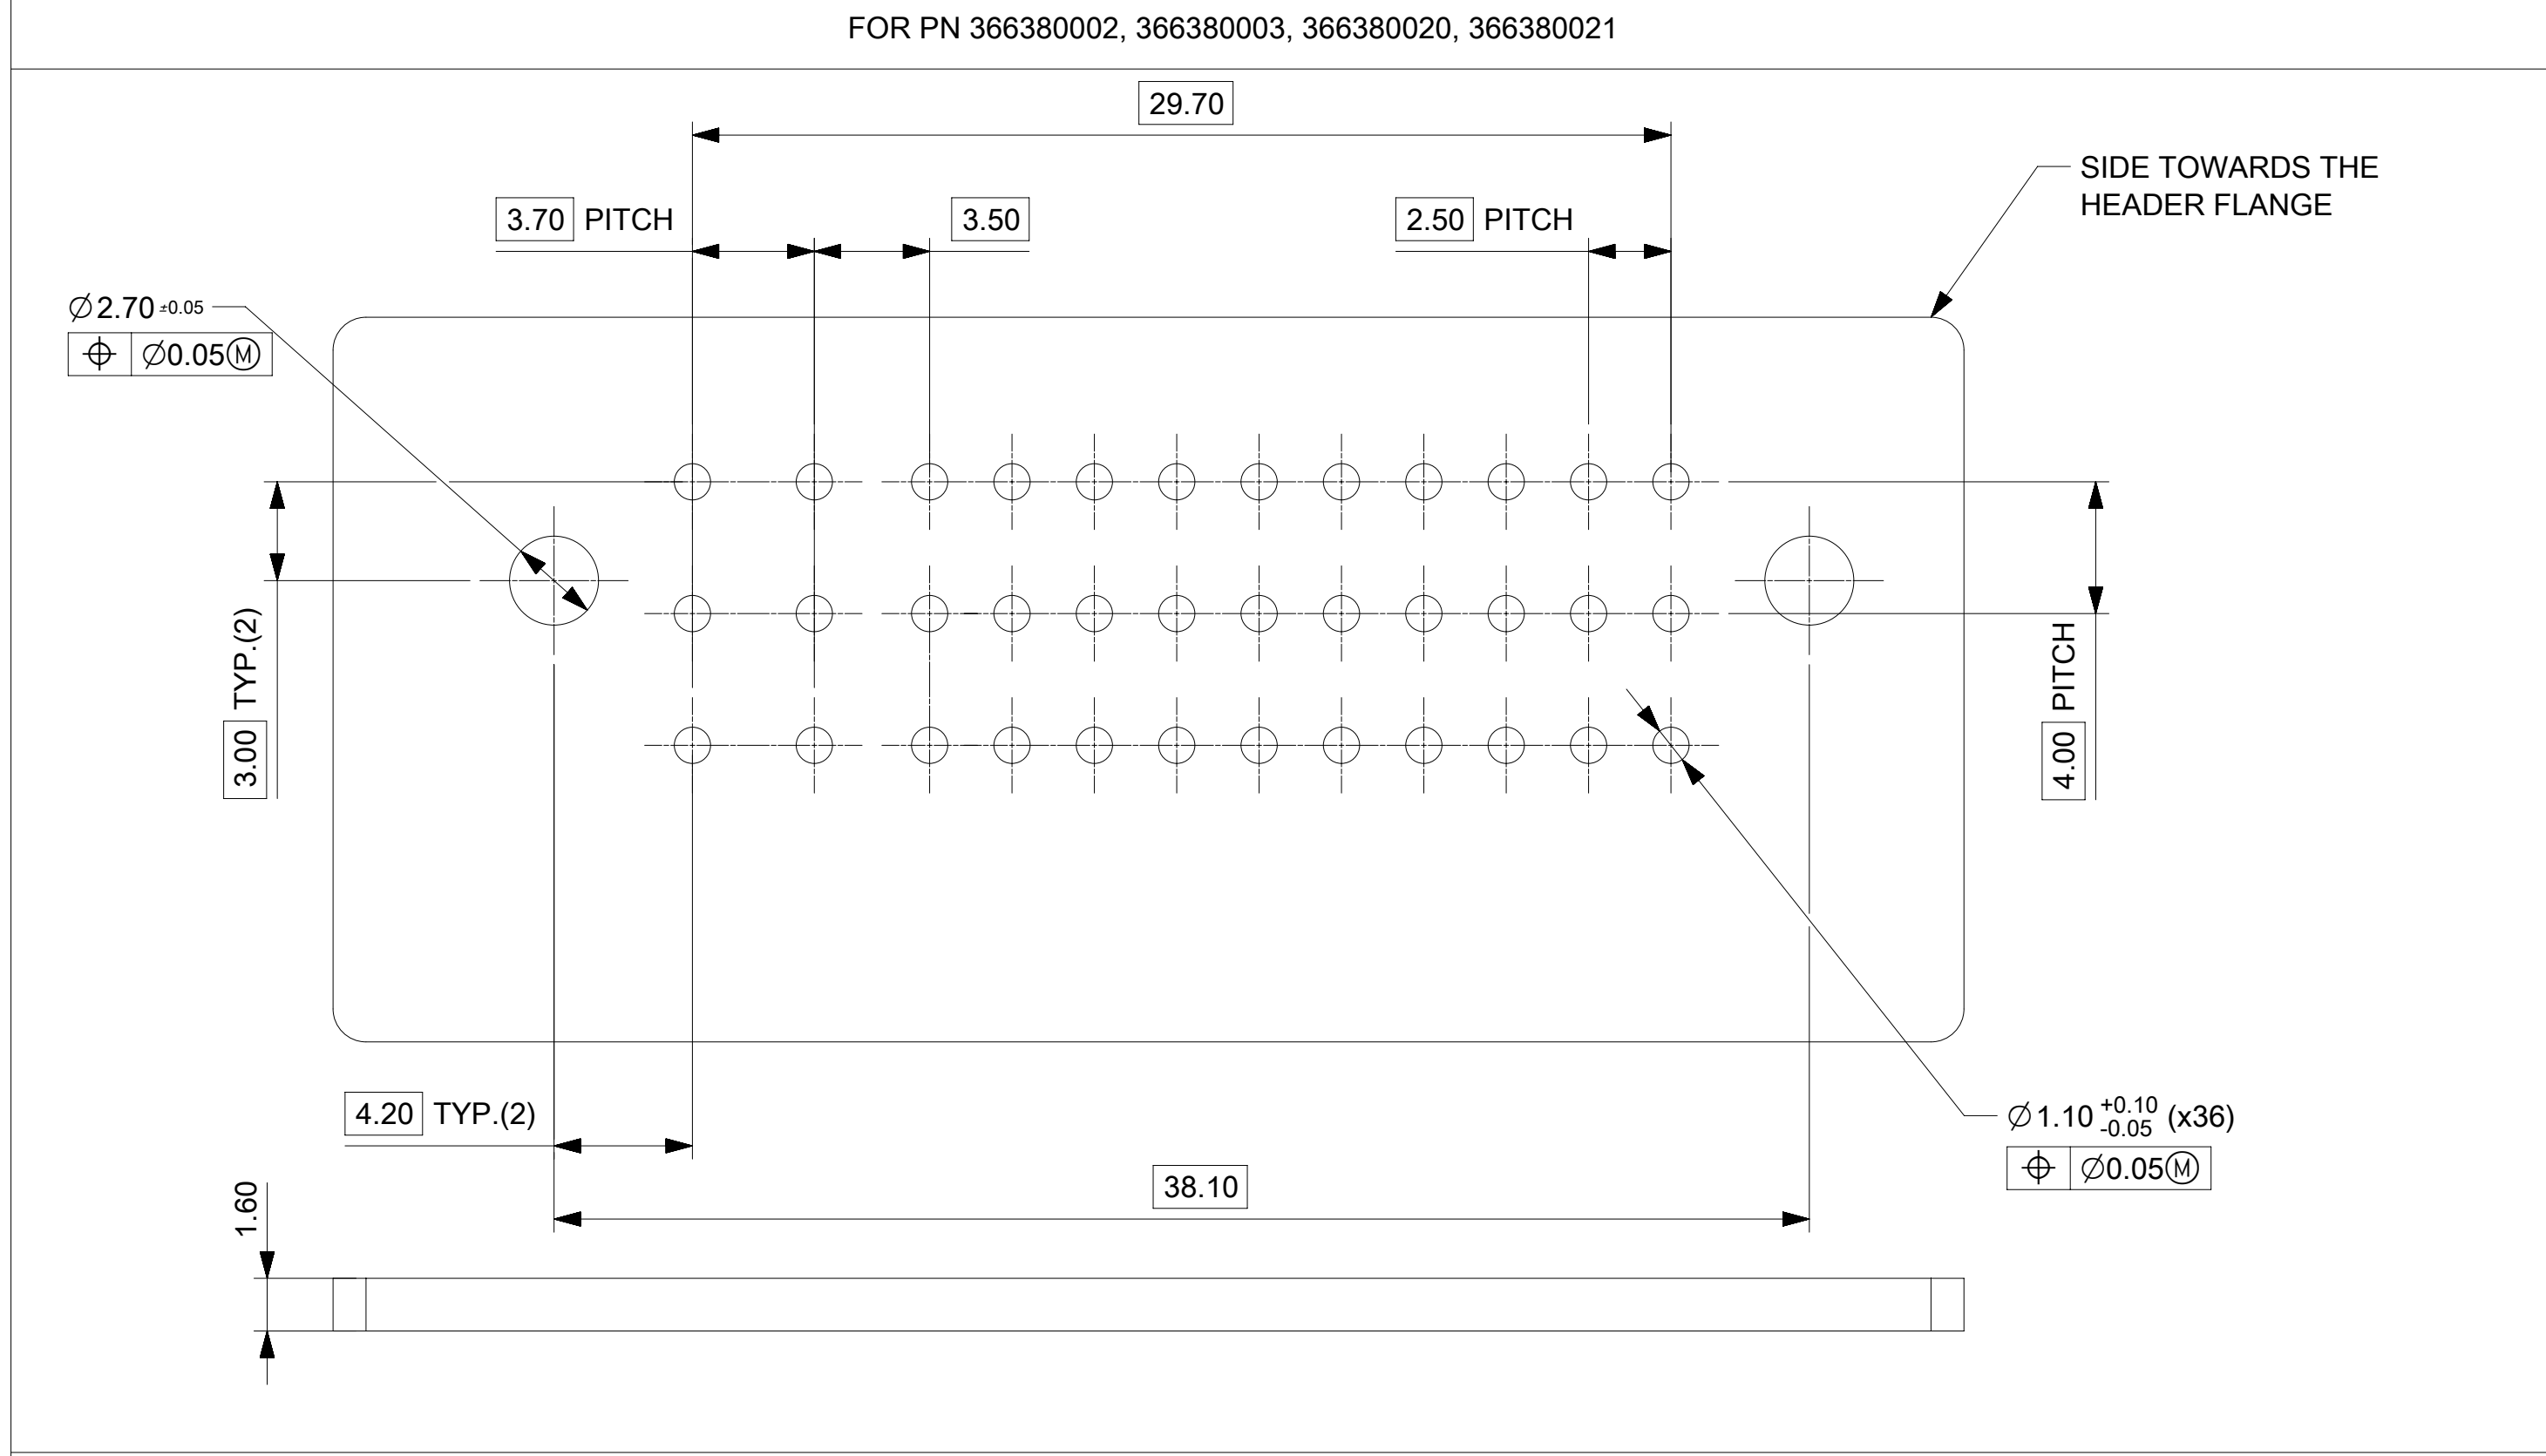 FOR PN 366380002, 366380003, 366380020, 366380021
29.70
SIDE TOWARDS THE
HEADER FLANGE
3.70 PITCH
3.50
2.50 PITCH
∅2.70 ±0.05
⌖ ∅0.05Ⓜ
3.00 TYP.(2)
4.00 PITCH
4.20 TYP.(2)
∅1.10 +0.10 -0.05 (x36)
⌖ ∅0.05Ⓜ
38.10
1.60